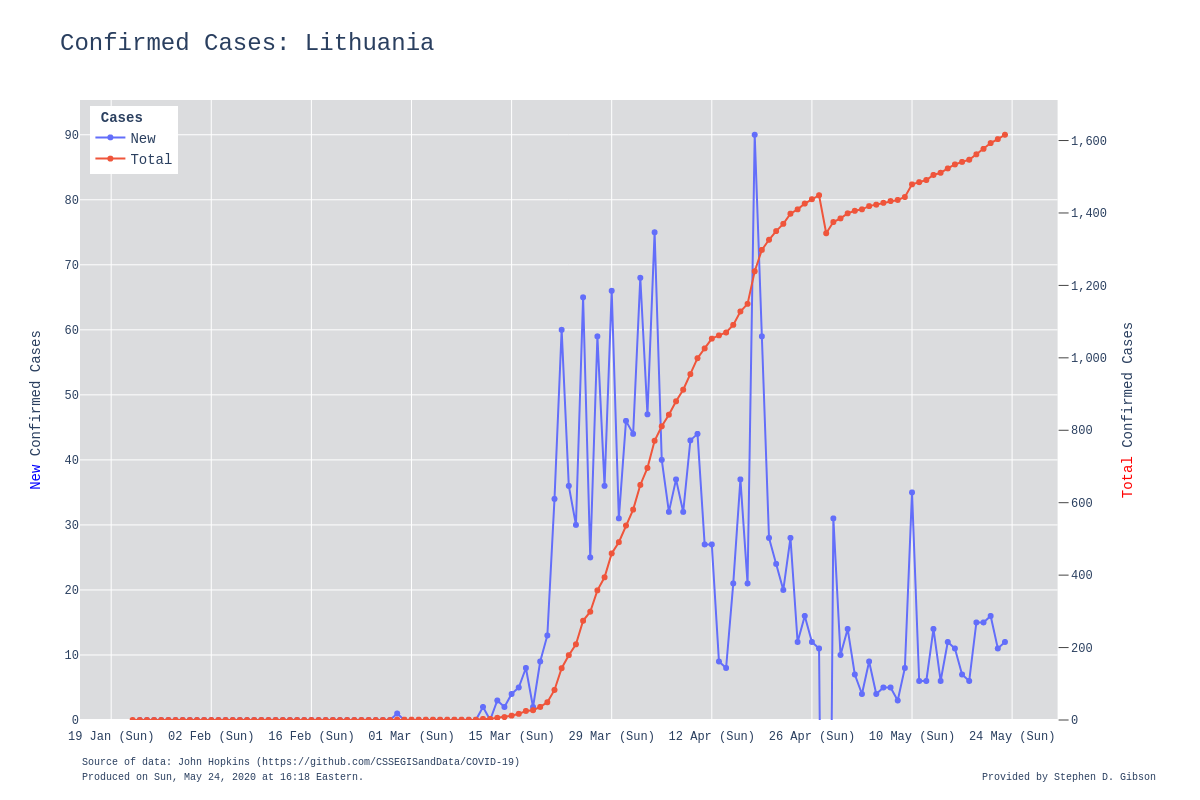 Confirmed Cases: Lithuania
Cases
New
Total
90
80
70
60
50
40
30
20
10
0
New Confirmed Cases
1,600
1,400
1,200
1,000
800
600
400
200
0
Total Confirmed Cases
19 Jan (Sun) 02 Feb (Sun) 16 Feb (Sun) 01 Mar (Sun) 15 Mar (Sun) 29 Mar (Sun) 12 Apr (Sun) 26 Apr (Sun) 10 May (Sun) 24 May (Sun)
Source of data: John Hopkins (https://github.com/CSSEGISandData/COVID-19)
Produced on Sun, May 24, 2020 at 16:18 Eastern.
Provided by Stephen D. Gibson